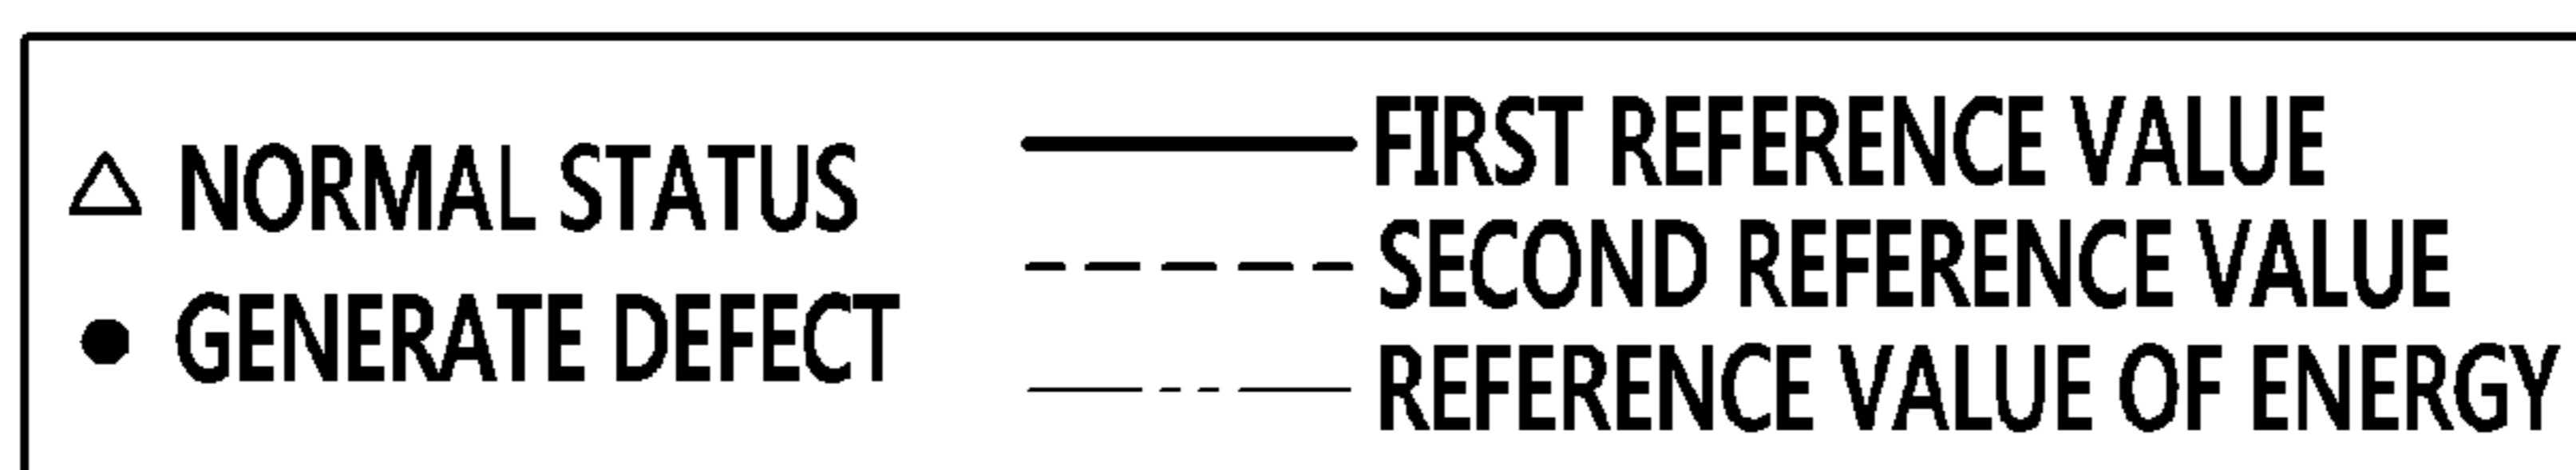 NORMAL STATUS
GENERATE DEFECT
FIRST REFERENCE VALUE
SECOND REFERENCE VALUE
REFERENCE VALUE OF ENERGY